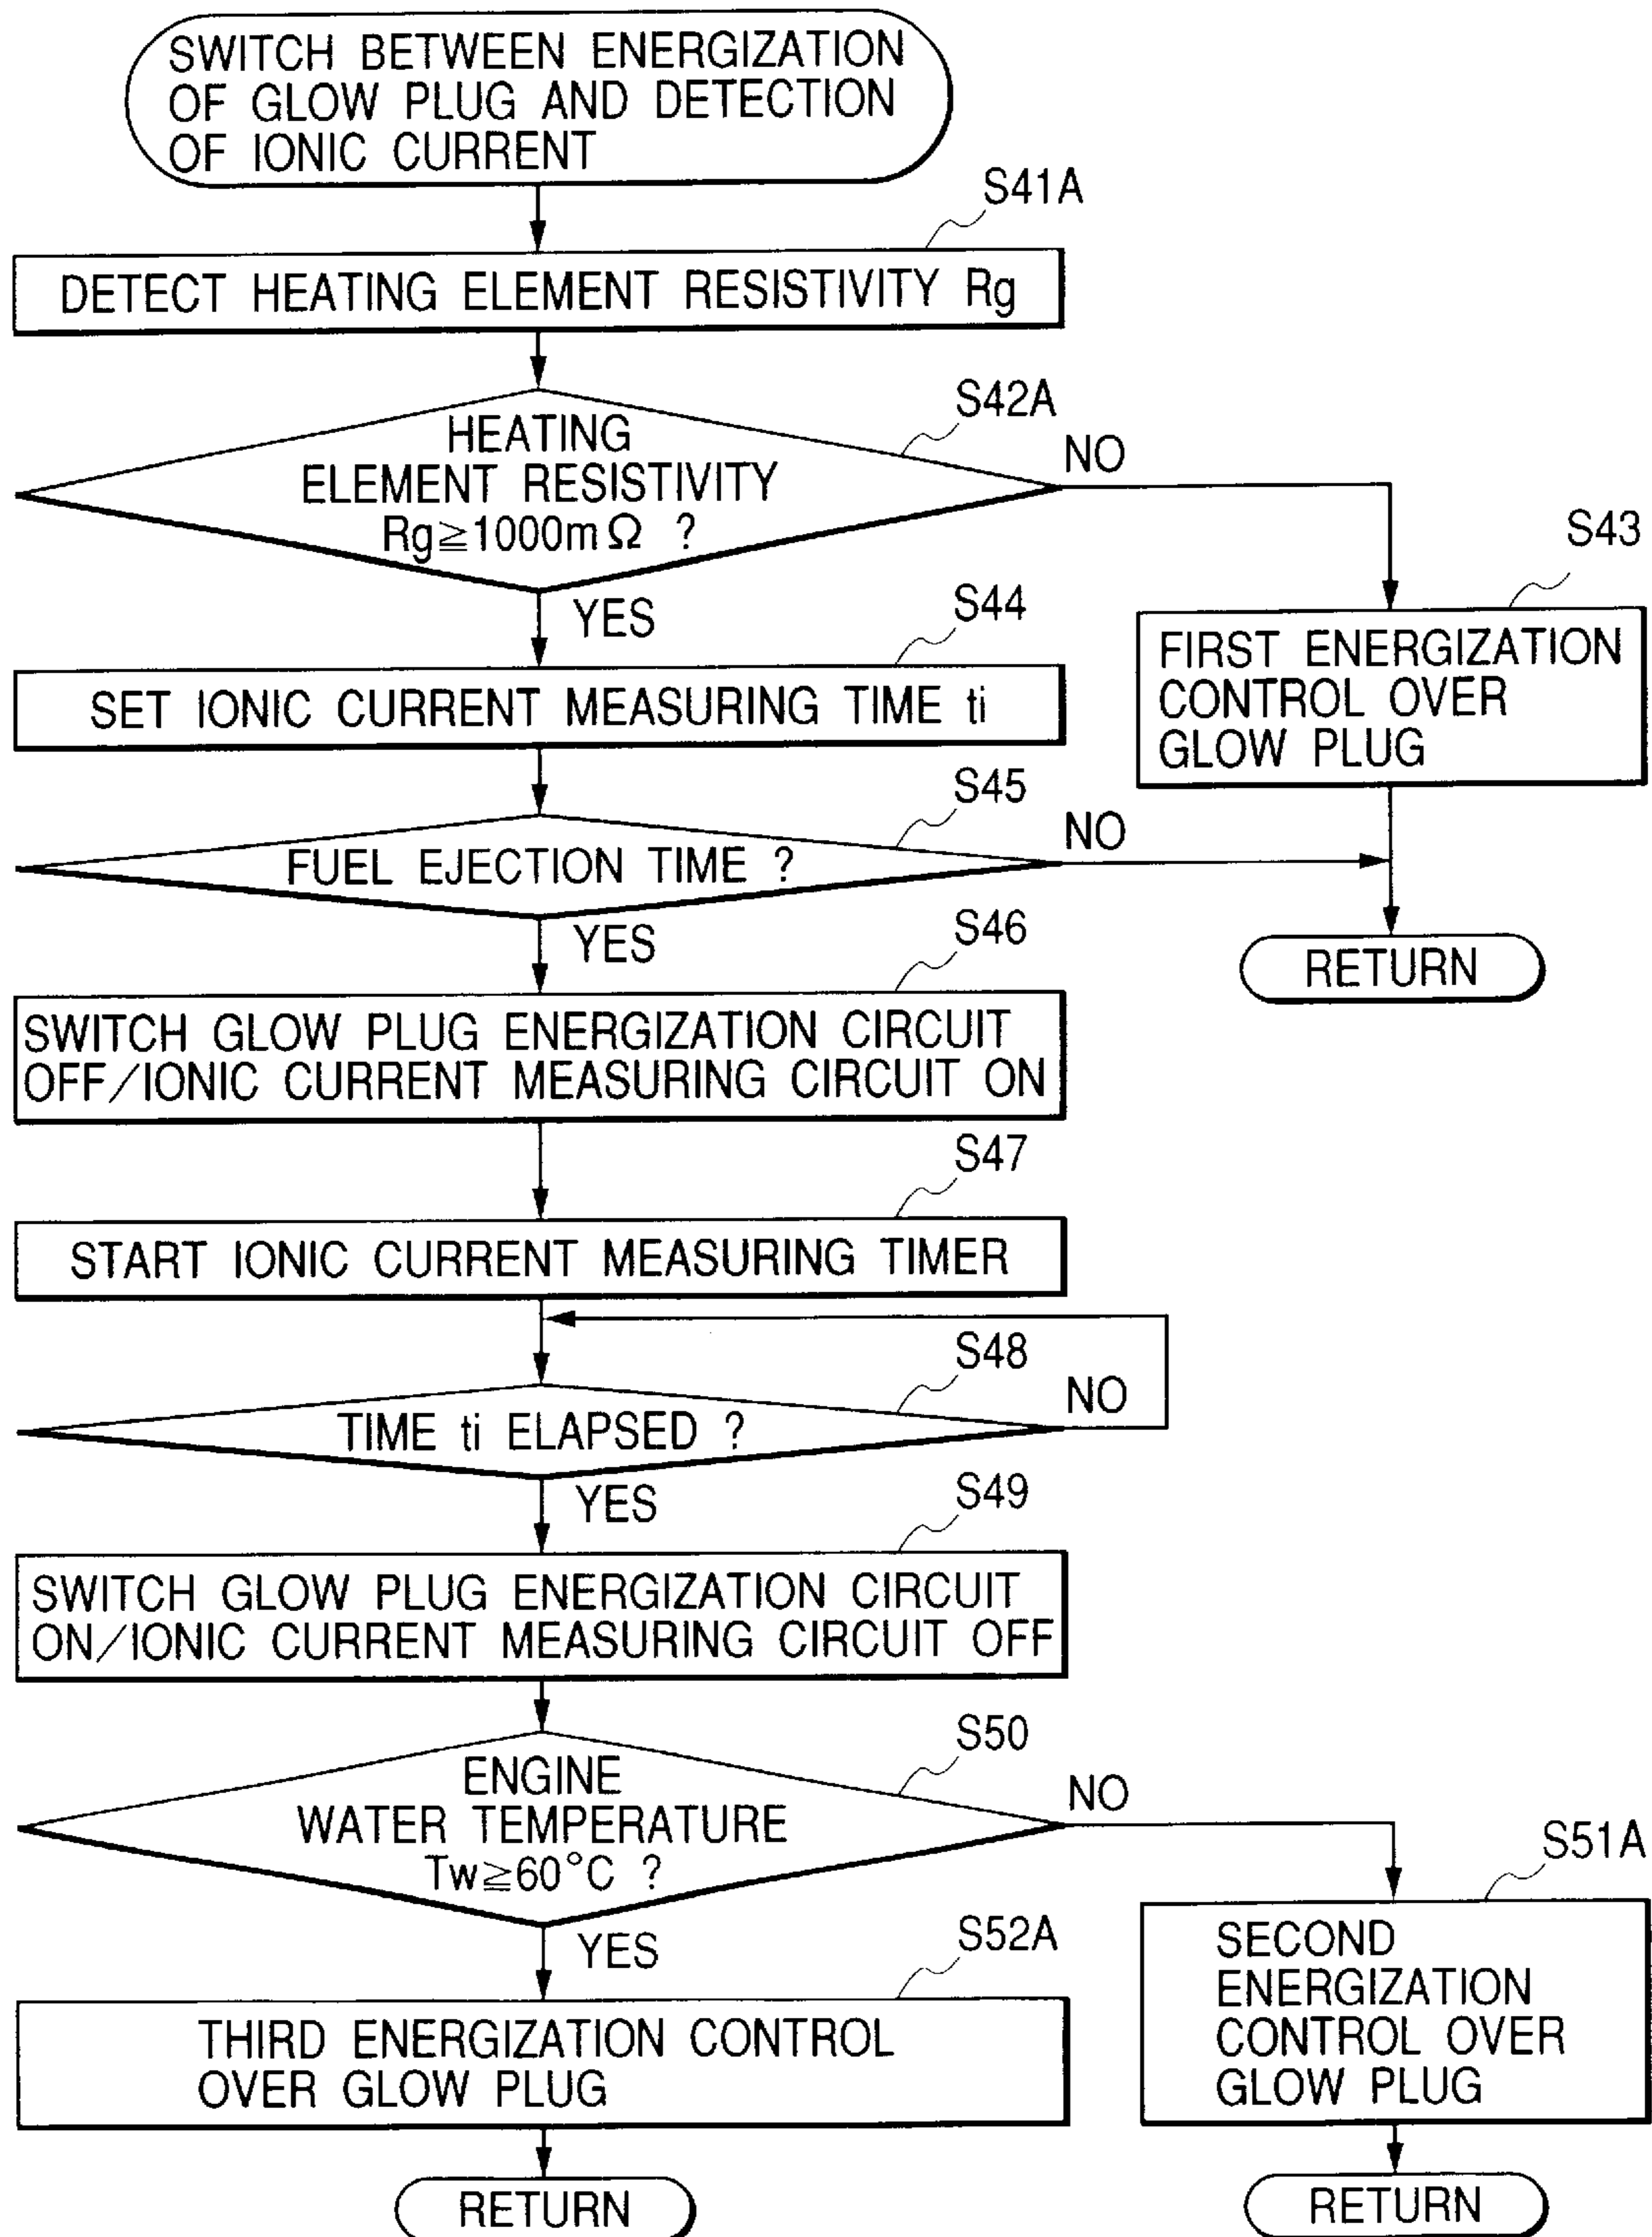 SWITCH BETWEEN ENERGIZATION
OF GLOW PLUG AND DETECTION
OF IONIC CURRENT
S41A
DETECT HEATING ELEMENT RESISTIVITY Rg
S42A
HEATING
ELEMENT RESISTIVITY
Rg≧1000mΩ ?
NO
YES
S43
FIRST ENERGIZATION
CONTROL OVER
GLOW PLUG
S44
SET IONIC CURRENT MEASURING TIME ti
S45
FUEL EJECTION TIME ?
NO
YES
RETURN
S46
SWITCH GLOW PLUG ENERGIZATION CIRCUIT
OFF/IONIC CURRENT MEASURING CIRCUIT ON
S47
START IONIC CURRENT MEASURING TIMER
S48
TIME ti ELAPSED ?
NO
YES
S49
SWITCH GLOW PLUG ENERGIZATION CIRCUIT
ON/IONIC CURRENT MEASURING CIRCUIT OFF
S50
ENGINE
WATER TEMPERATURE
Tw≧60°C ?
NO
YES
S51A
SECOND
ENERGIZATION
CONTROL OVER
GLOW PLUG
S52A
THIRD ENERGIZATION CONTROL
OVER GLOW PLUG
RETURN
RETURN